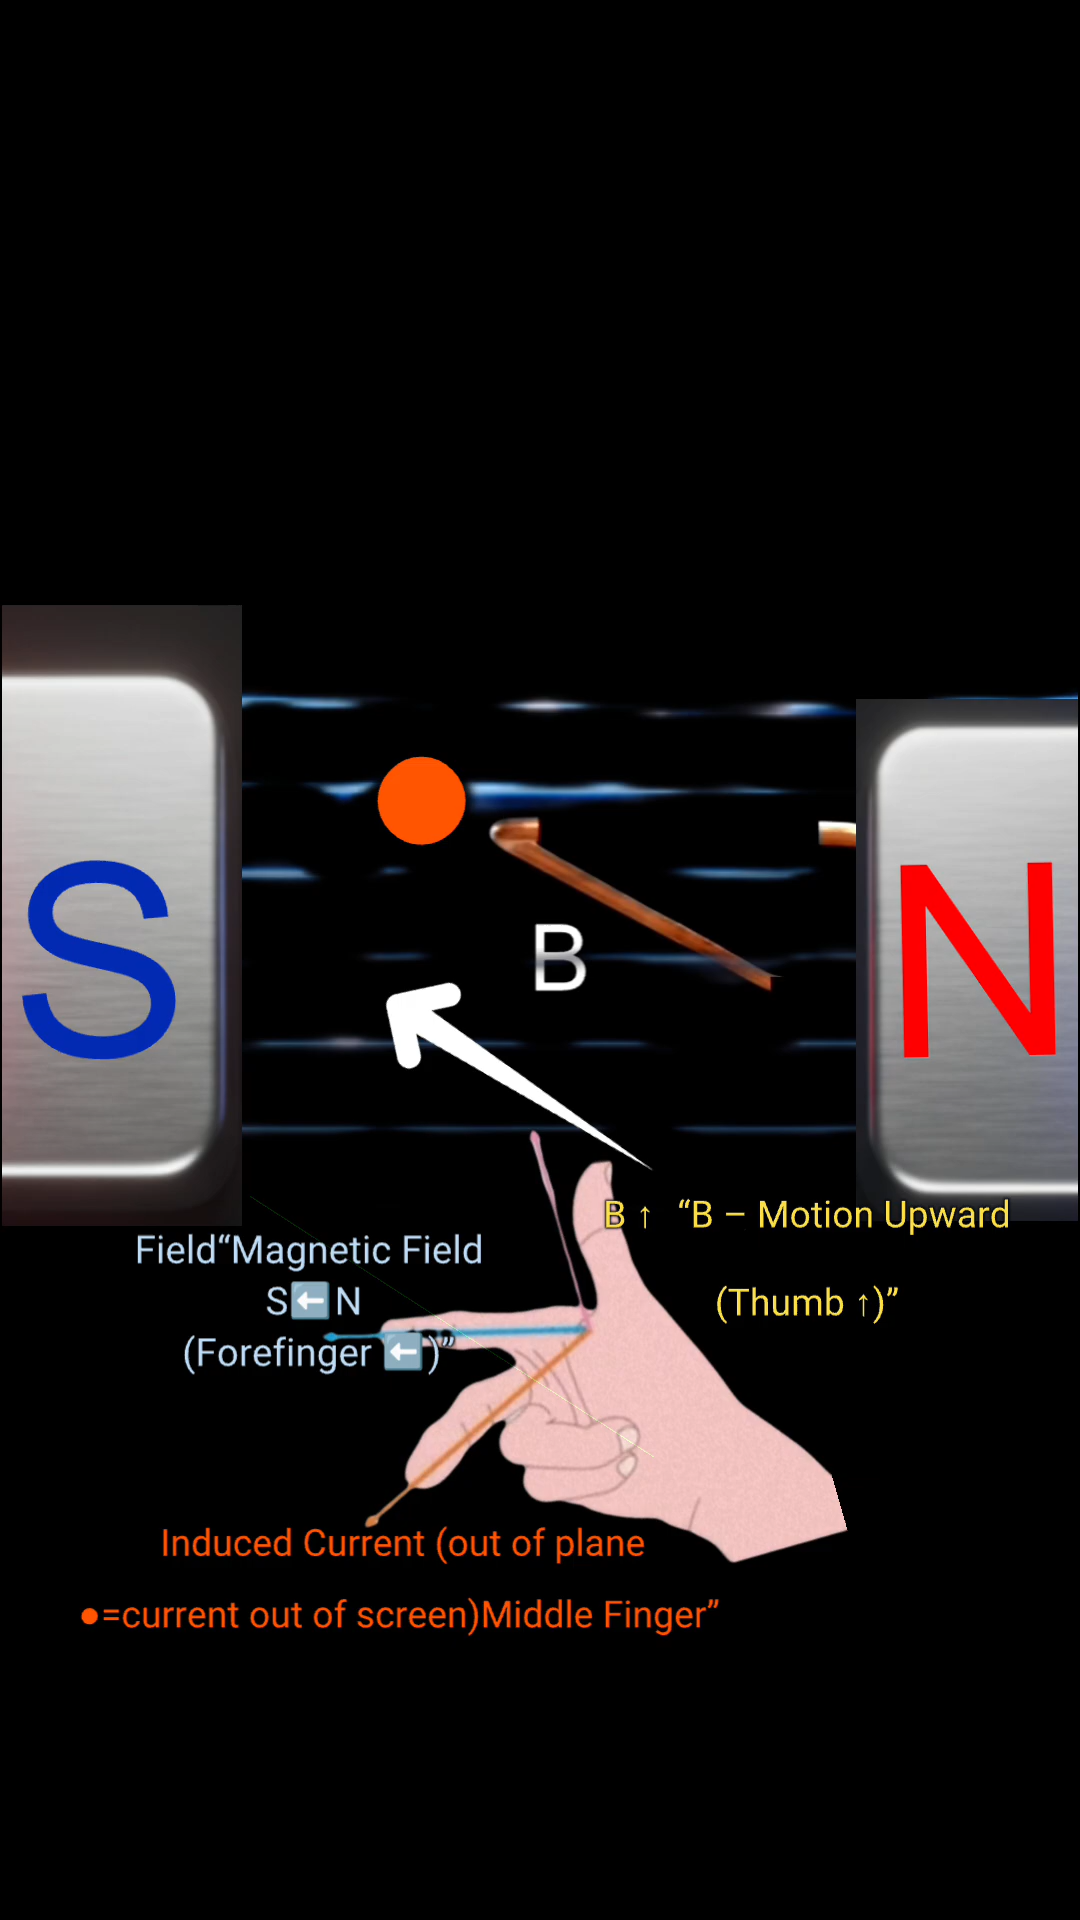 S
N
B
B ↑ “B – Motion Upward
(Thumb ↑)”
Field“Magnetic Field
S⬅️N
(Forefinger ⬅️)”
Induced Current (out of plane
●=current out of screen)Middle Finger”